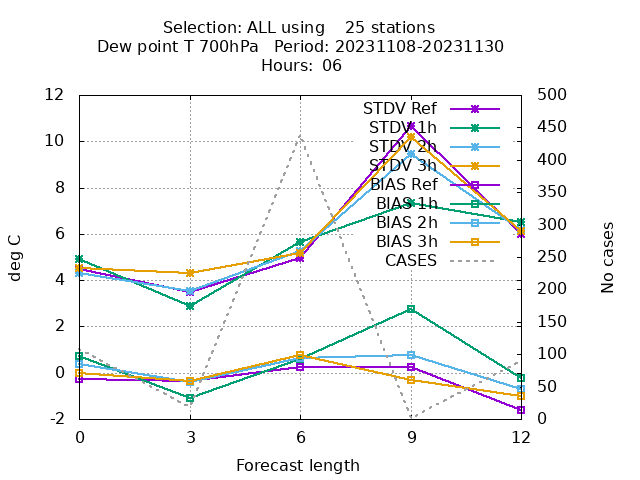 Selection: ALL using    25 stations
Dew point T 700hPa   Period: 20231108-20231130
Hours: 06
deg C
12
10
8
6
4
2
0
-2
STDV Ref
STDV 1h
STDV 2h
STDV 3h
BIAS Ref
BIAS 1h
BIAS 2h
BIAS 3h
CASES
500
450
400
350
300
250
200
150
100
50
0
No cases
0 3 6 9 12
Forecast length